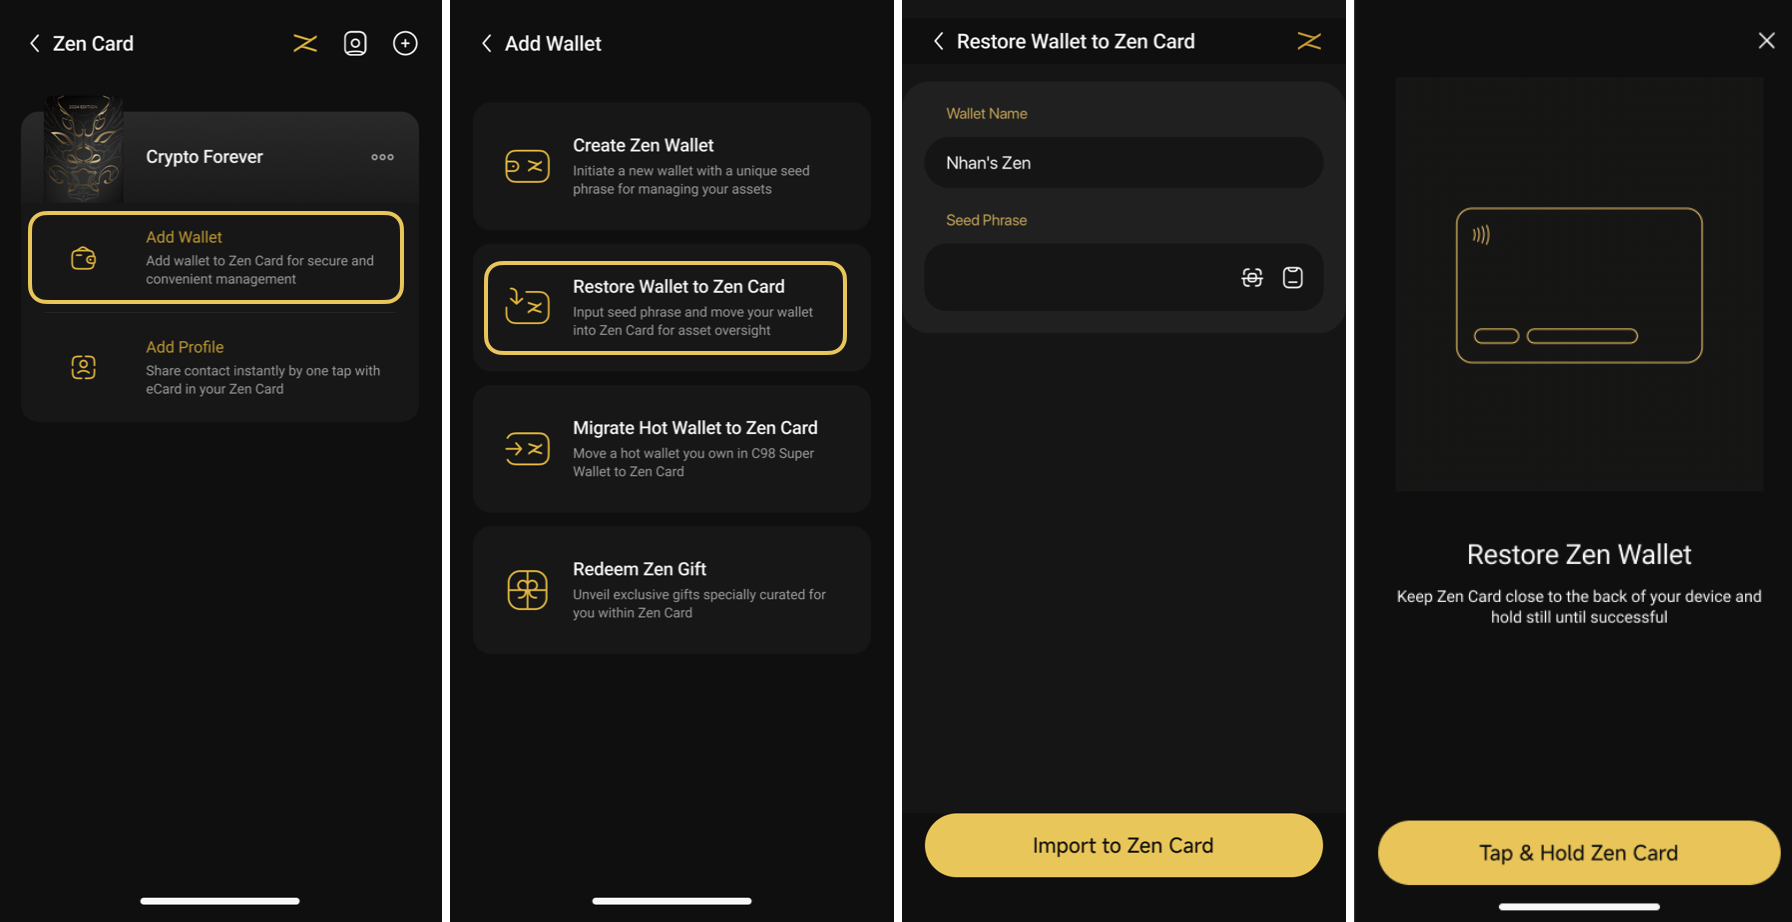 Zen Card
2024 EDITION
Crypto Forever
Add Wallet
Add wallet to Zen Card for secure and
convenient management
Add Profile
Share contact instantly by one tap with
eCard in your Zen Card
Add Wallet
Create Zen Wallet
Initiate a new wallet with a unique seed
phrase for managing your assets
Restore Wallet to Zen Card
Input seed phrase and move your wallet
into Zen Card for asset oversight
Migrate Hot Wallet to Zen Card
Move a hot wallet you own in C98 Super
Wallet to Zen Card
Redeem Zen Gift
Unveil exclusive gifts specially curated for
you within Zen Card
Restore Wallet to Zen Card
Wallet Name
Nhan's Zen
Seed Phrase
Import to Zen Card
Restore Zen Wallet
Keep Zen Card close to the back of your device and
hold still until successful
Tap & Hold Zen Card